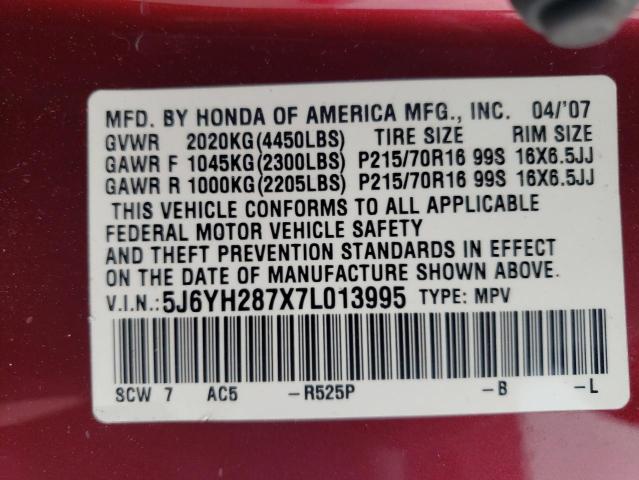 MFD. BY HONDA OF AMERICA MFG., INC. 04/'07
GVWR 2020KG(4450LBS) TIRE SIZE RIM SIZE
GAWR F 1045KG(2300LBS) P215/70R16 99S 16X6.5JJ
GAWR R 1000KG(2205LBS) P215/70R16 99S 16X6.5JJ
THIS VEHICLE CONFORMS TO ALL APPLICABLE
FEDERAL MOTOR VEHICLE SAFETY
AND THEFT PREVENTION STANDARDS IN EFFECT
ON THE DATE OF MANUFACTURE SHOWN ABOVE.
V.I.N.: 5J6YH287X7L013995 TYPE: MPV
SCW 7 AC5 -R525P -B -L